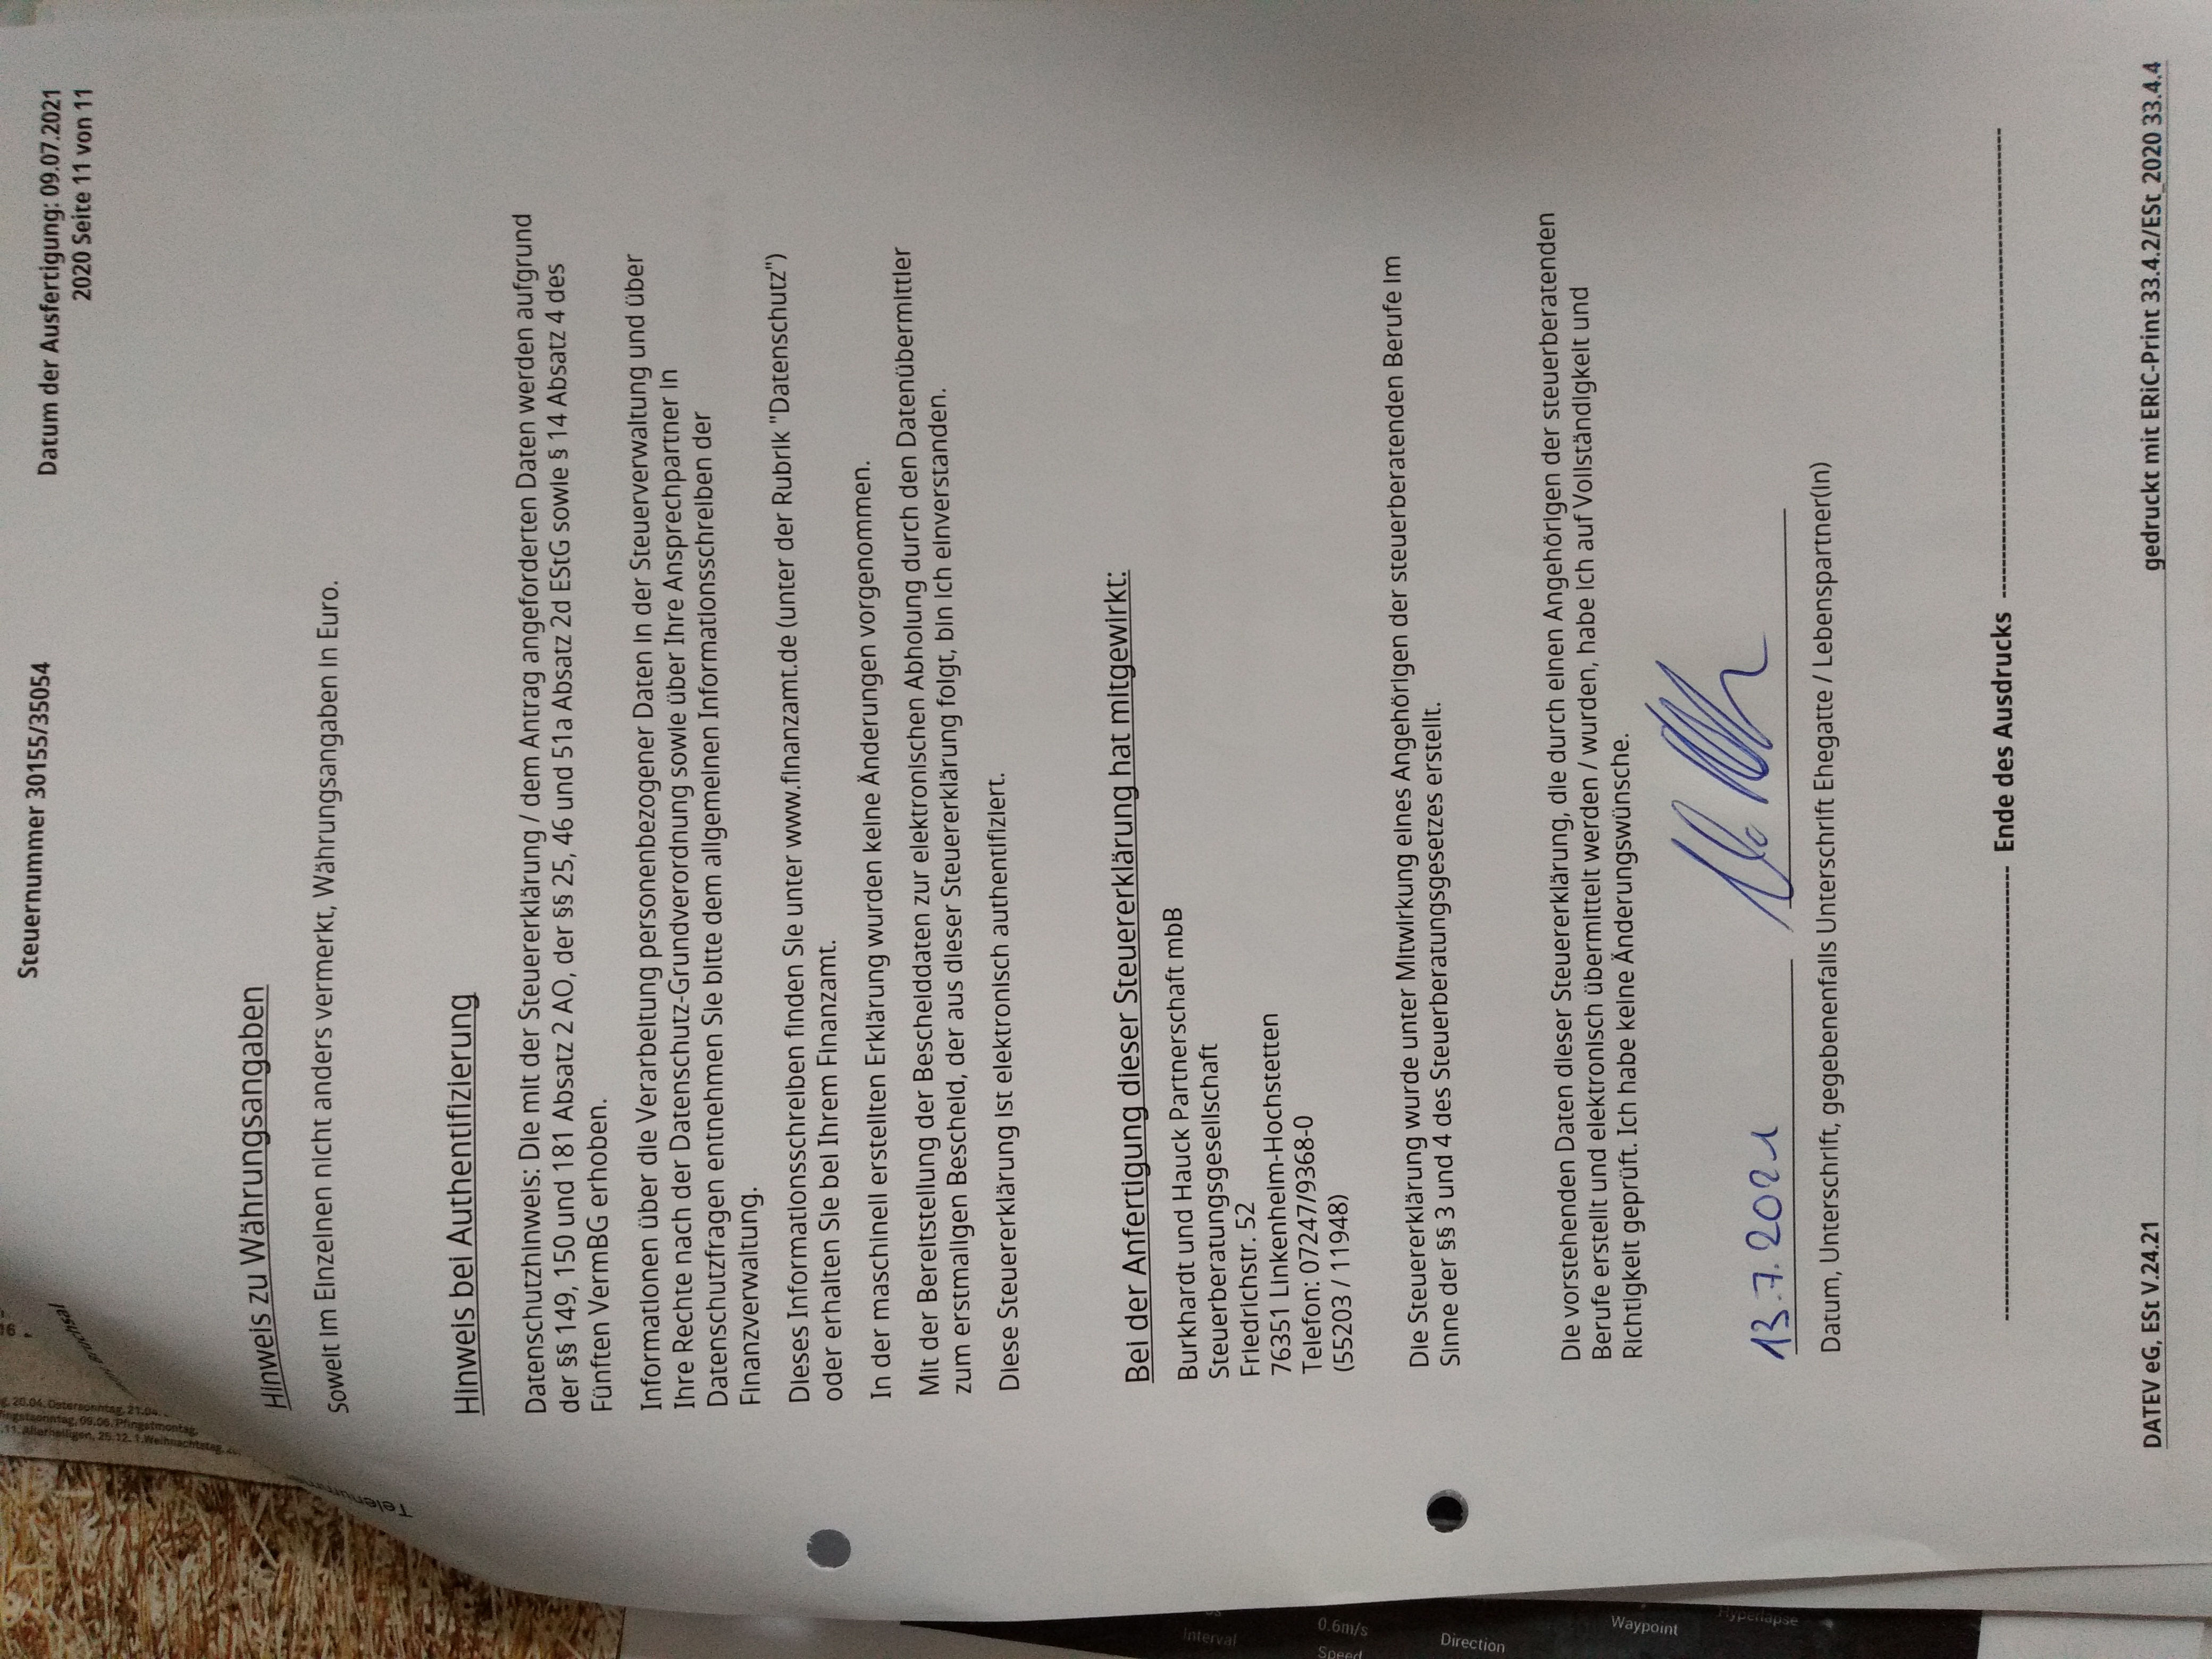 Steuernummer 30155/35054
Datum der Ausfertigung: 09.07.2021
2020 Seite 11 von 11
Bruchsal
Hinweis zu Währungsangaben
Soweit im Einzelnen nicht anders vermerkt, Währungsangaben in Euro.
Hinweis bei Authentifizierung
Datenschutzhinweis: Die mit der Steuererklärung / dem Antrag angeforderten Daten werden aufgrund
der §§ 149, 150 und 181 Absatz 2 AO, der §§ 25, 46 und 51a Absatz 2d EStG sowie § 14 Absatz 4 des
Fünften VermBG erhoben.
Informationen über die Verarbeitung personenbezogener Daten in der Steuerverwaltung und über
Ihre Rechte nach der Datenschutz-Grundverordnung sowie über Ihre Ansprechpartner in
Datenschutzfragen entnehmen Sie bitte dem allgemeinen Informationsschreiben der
Finanzverwaltung.
Dieses Informationsschreiben finden Sie unter www.finanzamt.de (unter der Rubrik "Datenschutz")
oder erhalten Sie bei Ihrem Finanzamt.
In der maschinell erstellten Erklärung wurden keine Änderungen vorgenommen.
Mit der Bereitstellung der Bescheiddaten zur elektronischen Abholung durch den Datenübermittler
zum erstmaligen Bescheid, der aus dieser Steuererklärung folgt, bin ich einverstanden.
Diese Steuererklärung ist elektronisch authentifiziert.
Bei der Anfertigung dieser Steuererklärung hat mitgewirkt:
Burkhardt und Hauck Partnerschaft mbB
Steuerberatungsgesellschaft
Friedrichstr. 52
76351 Linkenheim-Hochstetten
Telefon: 07247/9368-0
(55203 / 11948)
Die Steuererklärung wurde unter Mitwirkung eines Angehörigen der steuerberatenden Berufe im
Sinne der §§ 3 und 4 des Steuerberatungsgesetzes erstellt.
Die vorstehenden Daten dieser Steuererklärung, die durch einen Angehörigen der steuerberatenden
Berufe erstellt und elektronisch übermittelt werden / wurden, habe ich auf Vollständigkeit und
Richtigkeit geprüft. Ich habe keine Änderungswünsche.
13.7.2021
Datum, Unterschrift, gegebenenfalls Unterschrift Ehegatte / Lebenspartner(in)
Ende des Ausdrucks
DATEV eG, ESt V.24.21
gedruckt mit ERiC-Print 33.4.2/ESt_2020 33.4.4
Interval
0.6m/s
Speed
Direction
Waypoint
Hyperlapse